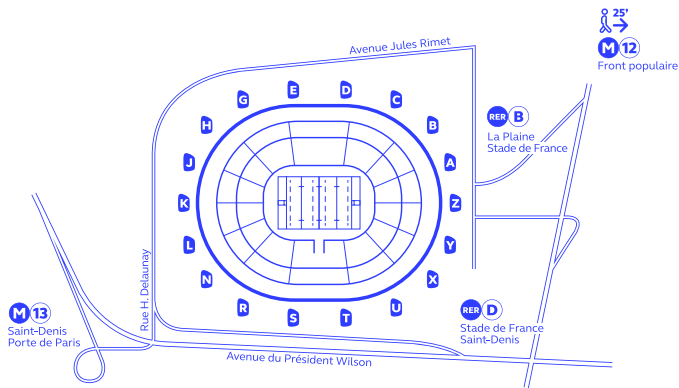 25'
M 12
Front populaire
Avenue Jules Rimet
E
D
G
C
H
B
RER B
La Plaine
Stade de France
J
A
K
Z
L
Y
N
X
R
U
S
T
Rue H. Delaunay
M 13
Saint-Denis
Porte de Paris
RER D
Stade de France
Saint-Denis
Avenue du Président Wilson